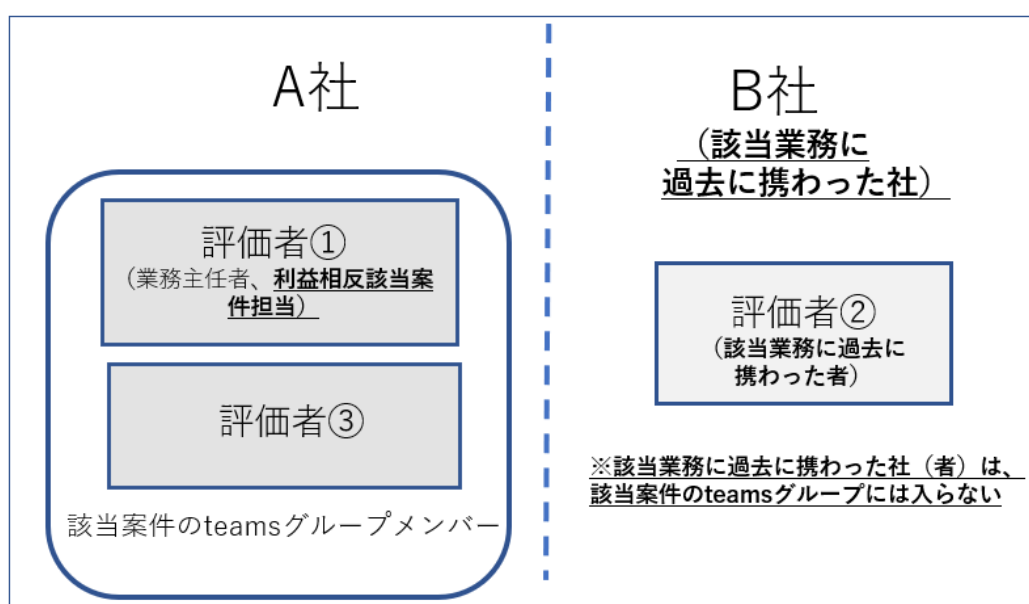 A社
評価者①
(業務主任者、利益相反該当案
件担当)
評価者③
該当案件のteamsグループメンバー
B社
(該当業務に
過去に携わった社)
評価者②
(該当業務に過去に
携わった者)
※該当業務に過去に携わった社(者)は、
該当案件のteamsグループには入らない